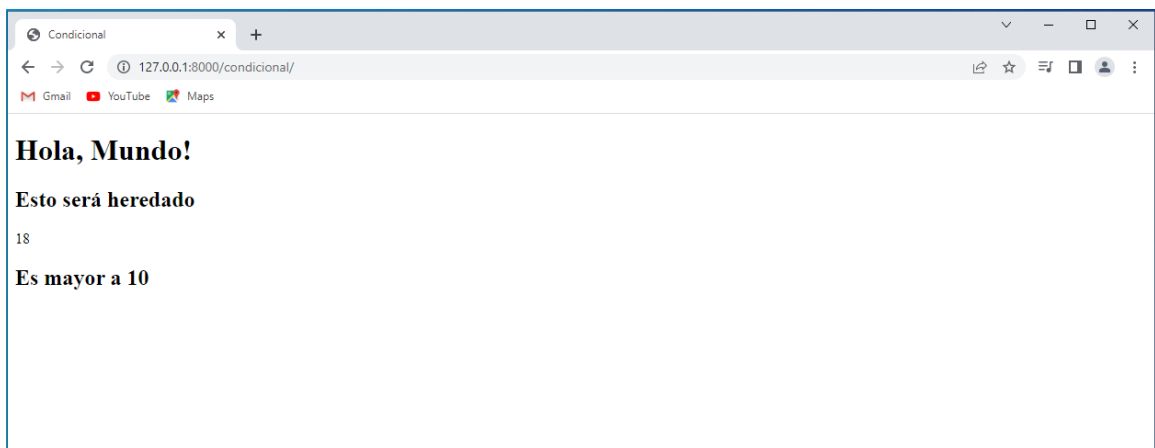 Condicional
127.0.0.1:8000/condicional/
Gmail YouTube Maps
Hola, Mundo!
Esto será heredado
18
Es mayor a 10